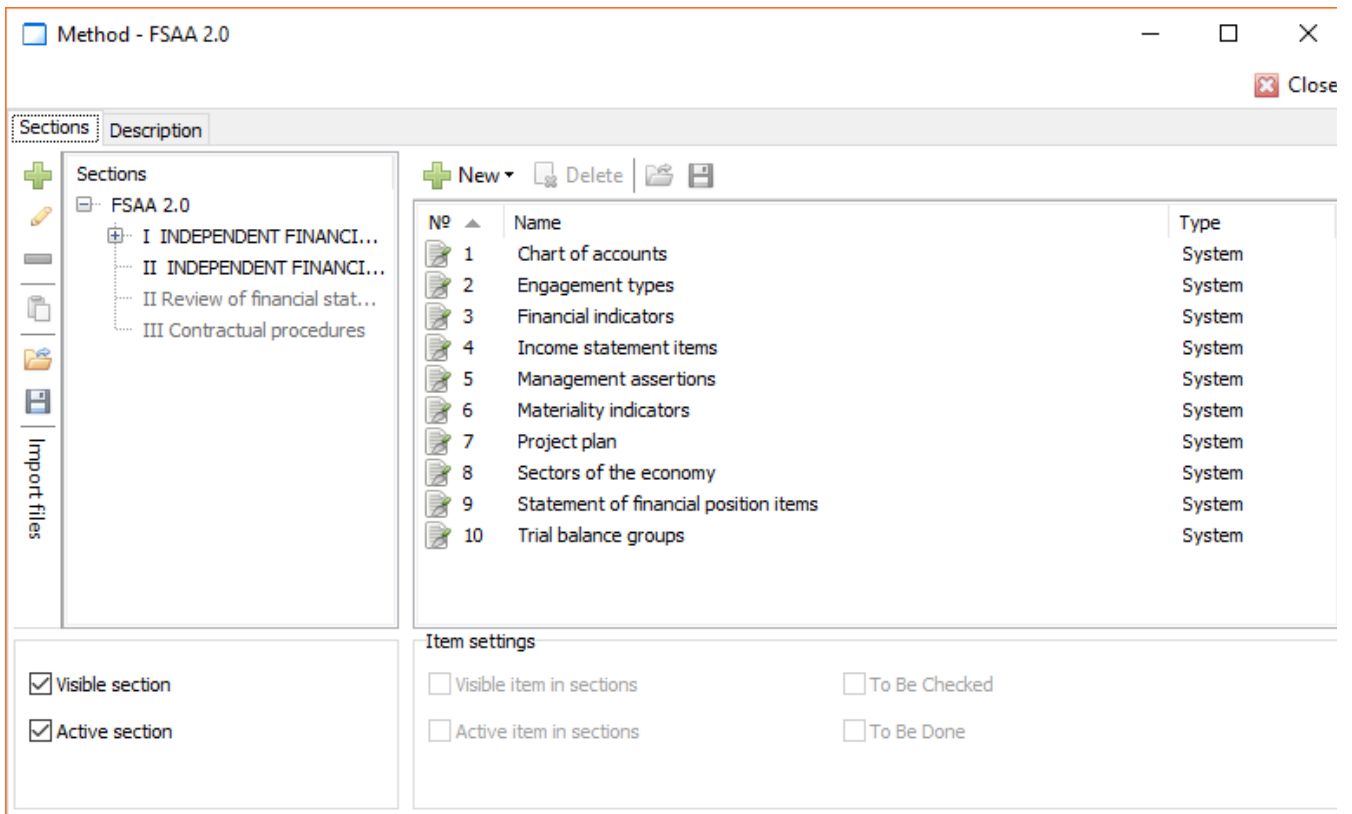 Method - FSAA 2.0
Close
Sections Description
Sections
FSAA 2.0
I INDEPENDENT FINANCI...
II INDEPENDENT FINANCI...
II Review of financial stat...
III Contractual procedures
Import files
New Delete
Nº Name Type
1 Chart of accounts System
2 Engagement types System
3 Financial indicators System
4 Income statement items System
5 Management assertions System
6 Materiality indicators System
7 Project plan System
8 Sectors of the economy System
9 Statement of financial position items System
10 Trial balance groups System
Visible section
Active section
Item settings
Visible item in sections To Be Checked
Active item in sections To Be Done